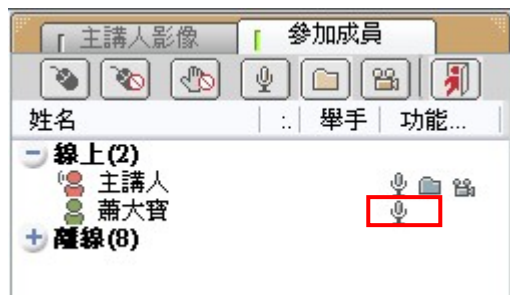 主講人影像 參加成員
姓名 :. 舉手 功能...
線上(2)
主講人
蕭大寶
離線(8)